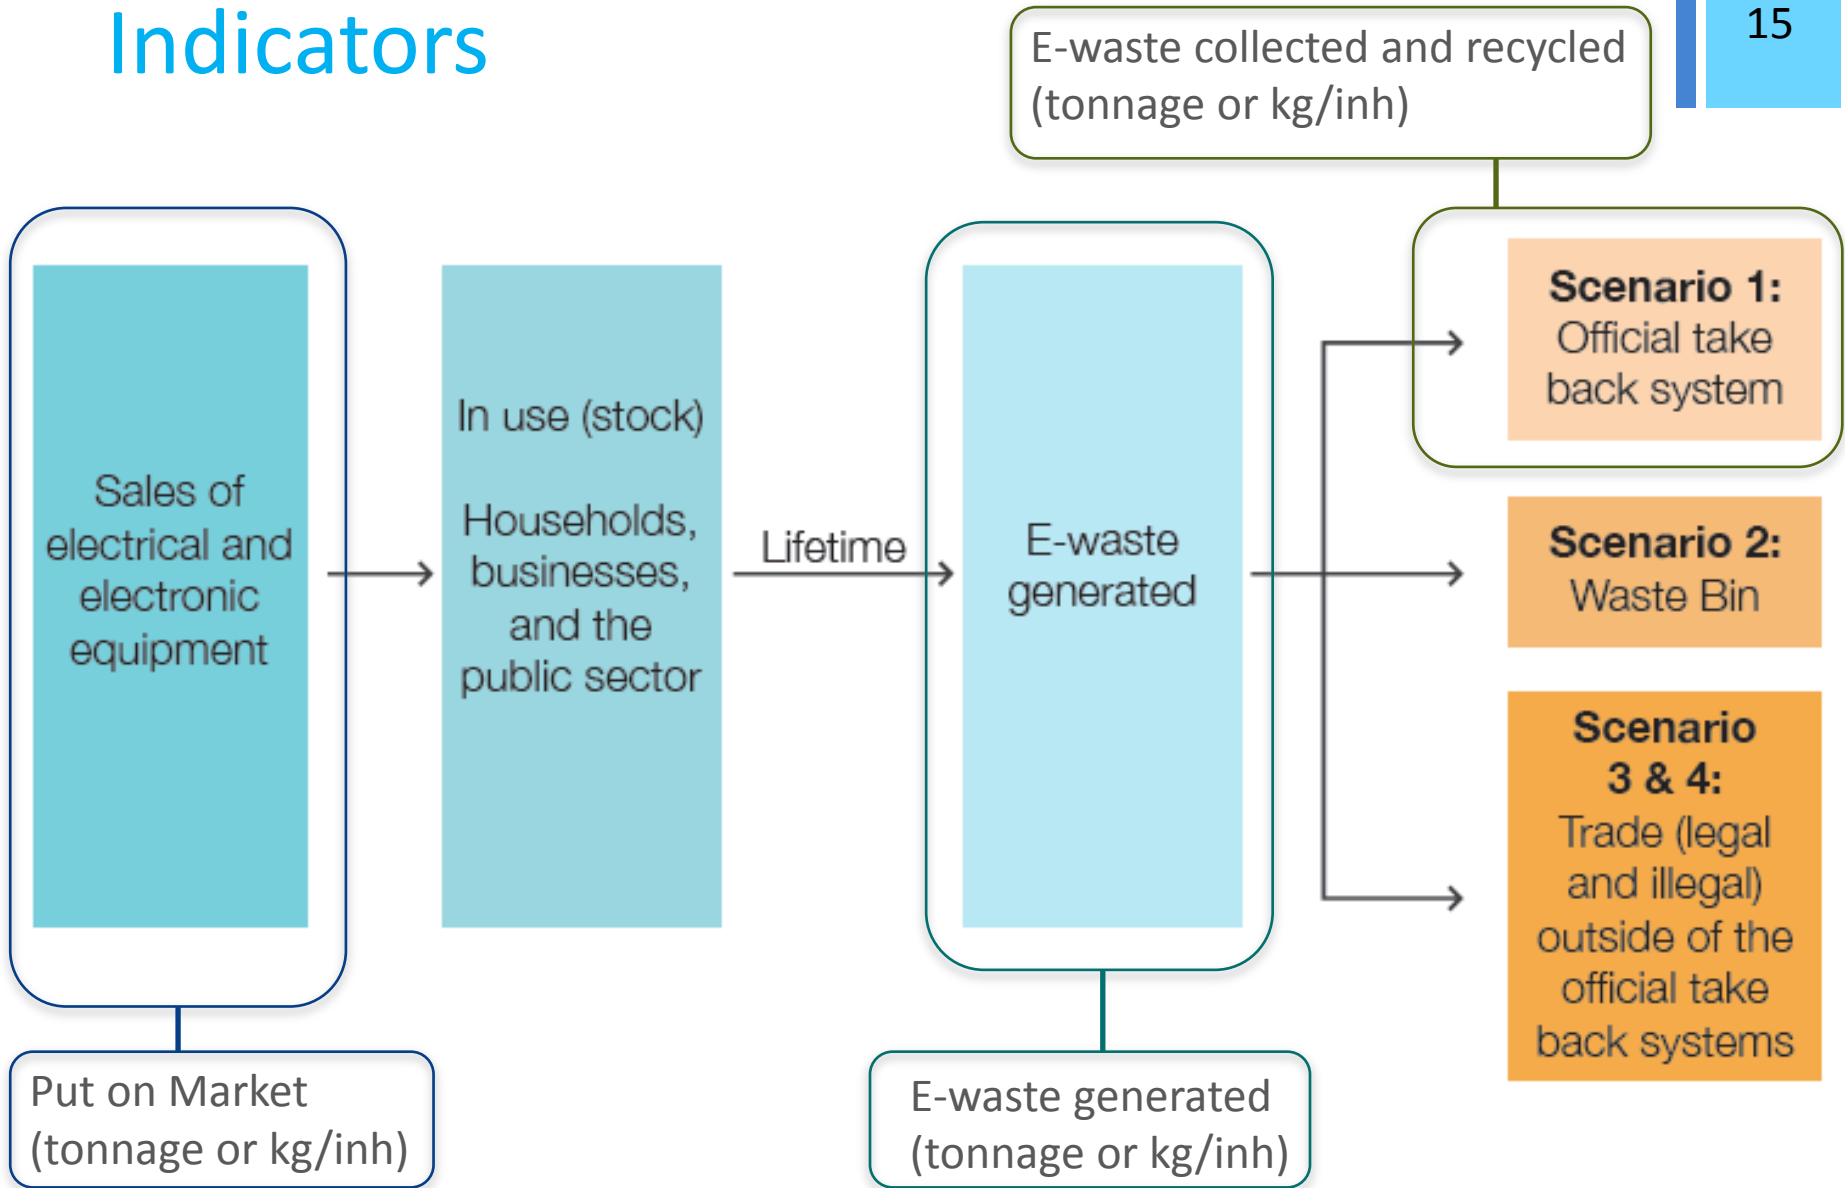 Indicators
15
E-waste collected and recycled
(tonnage or kg/inh)
Sales of
electrical and
electronic
equipment
In use (stock)
Households,
businesses,
and the
public sector
Lifetime
E-waste
generated
Scenario 1:
Official take
back system
Scenario 2:
Waste Bin
Scenario
3 & 4:
Trade (legal
and illegal)
outside of the
official take
back systems
Put on Market
(tonnage or kg/inh)
E-waste generated
(tonnage or kg/inh)